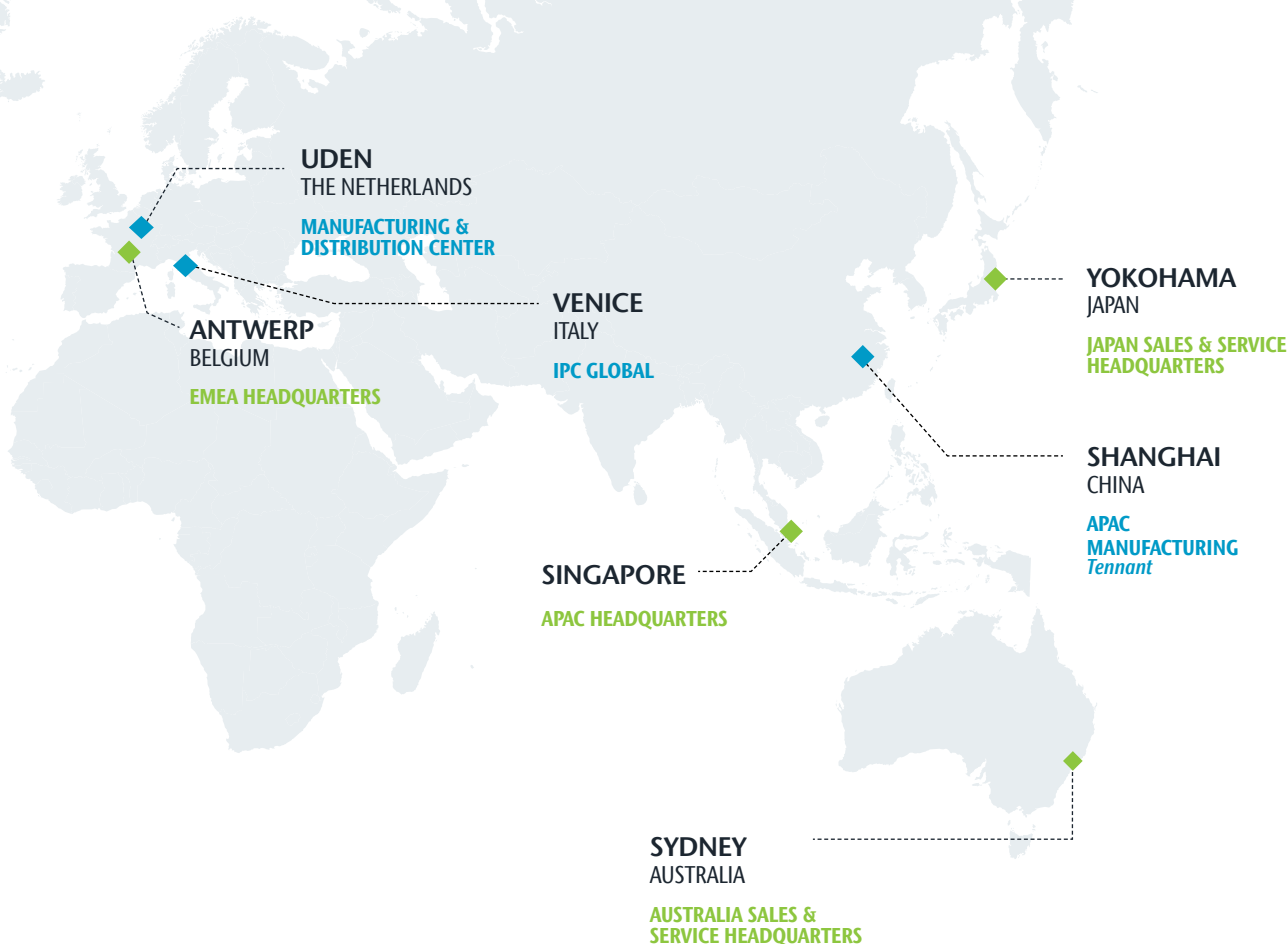 UDEN
THE NETHERLANDS
MANUFACTURING &
DISTRIBUTION CENTER
VENICE
ITALY
IPC GLOBAL
ANTWERP
BELGIUM
EMEA HEADQUARTERS
YOKOHAMA
JAPAN
JAPAN SALES & SERVICE
HEADQUARTERS
SHANGHAI
CHINA
APAC
MANUFACTURING
Tennant
SINGAPORE
APAC HEADQUARTERS
SYDNEY
AUSTRALIA
AUSTRALIA SALES &
SERVICE HEADQUARTERS